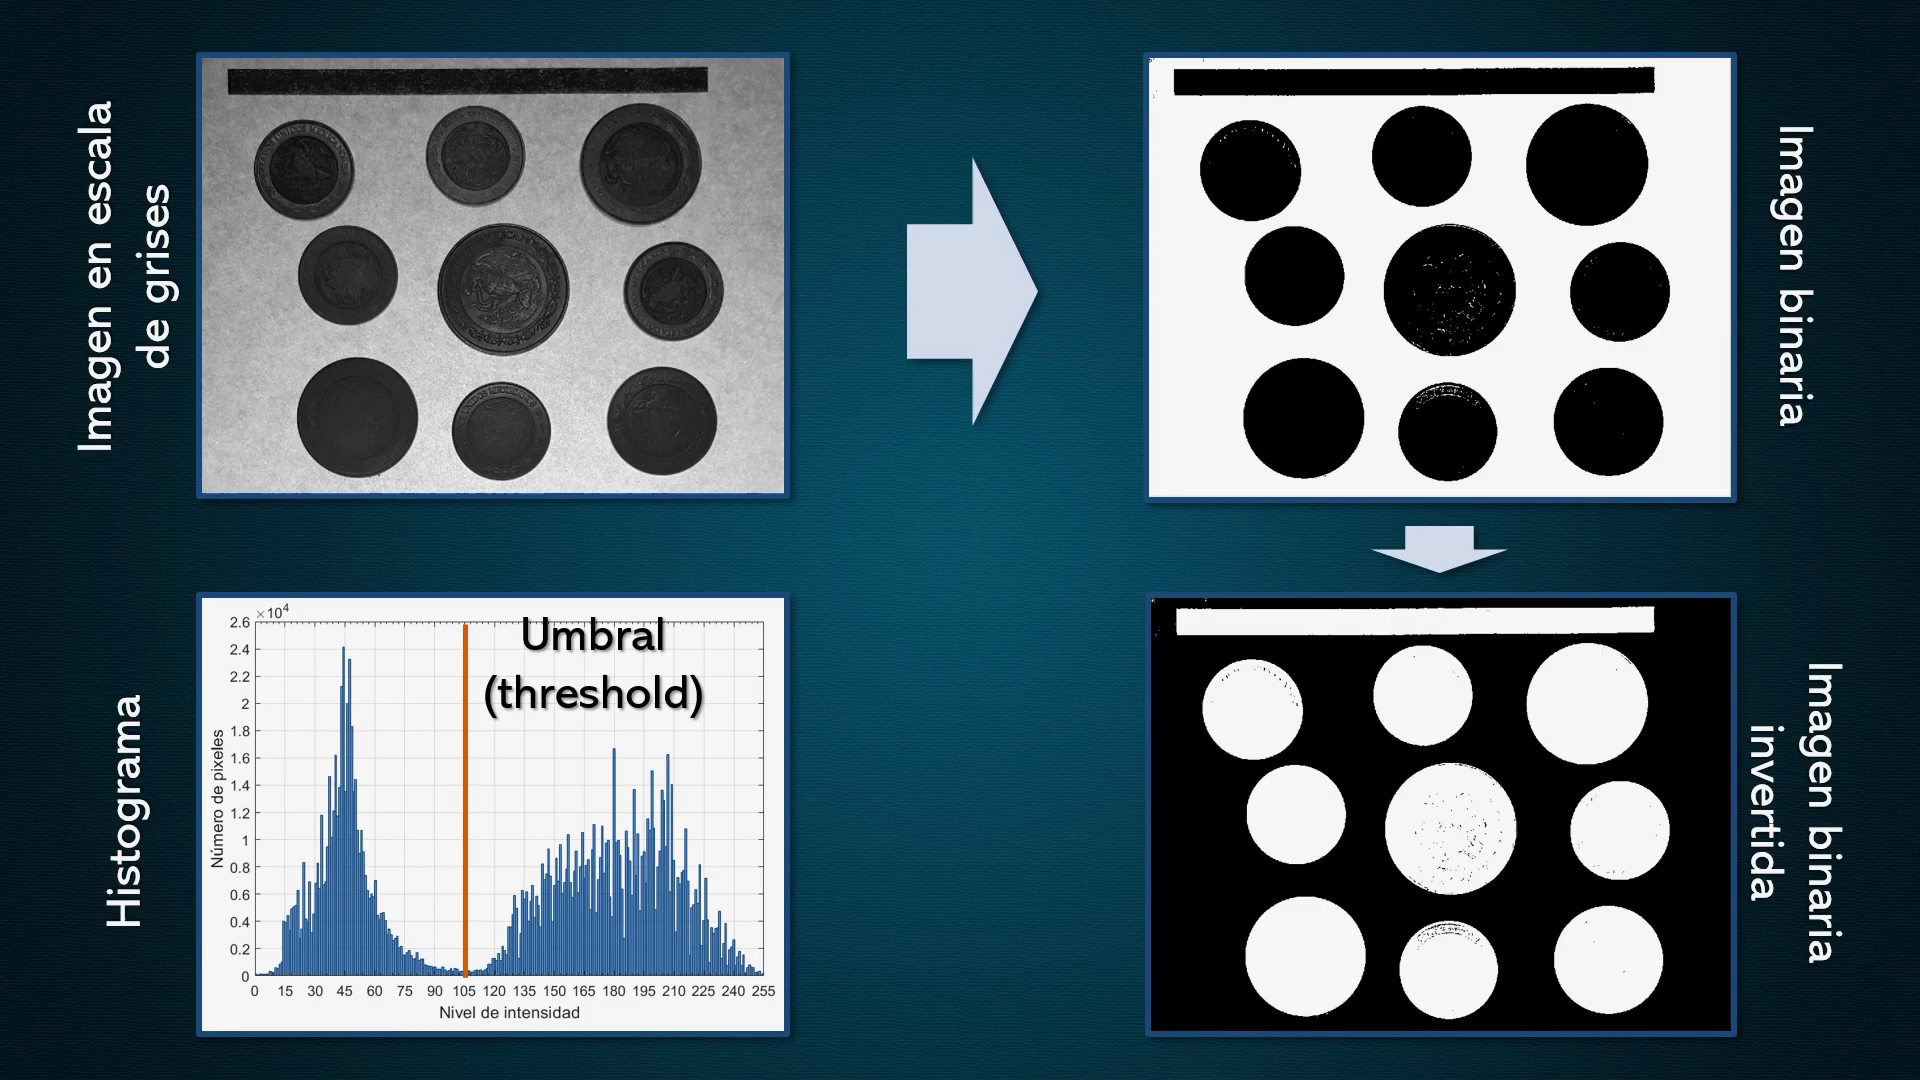 Imagen en escala
de grises
Imagen binaria
Histograma
×10⁴
2.6
2.4
2.2
2
1.8
1.6
1.4
1.2
1
0.8
0.6
0.4
0.2
0
Número de pixeles
Umbral
(threshold)
0 15 30 45 60 75 90 105 120 135 150 165 180 195 210 225 240 255
Nivel de intensidad
Imagen binaria
invertida